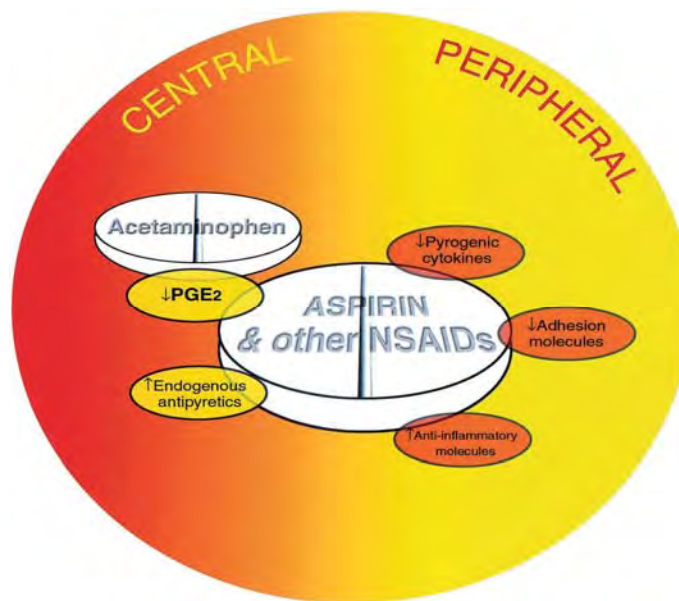 CENTRAL
PERIPHERAL
Acetaminophen
↓PGE2
ASPIRIN
& other NSAIDs
↑Endogenous
antipyretics
↓Pyrogenic
cytokines
↓Adhesion
molecules
↑Anti-inflammatory
molecules